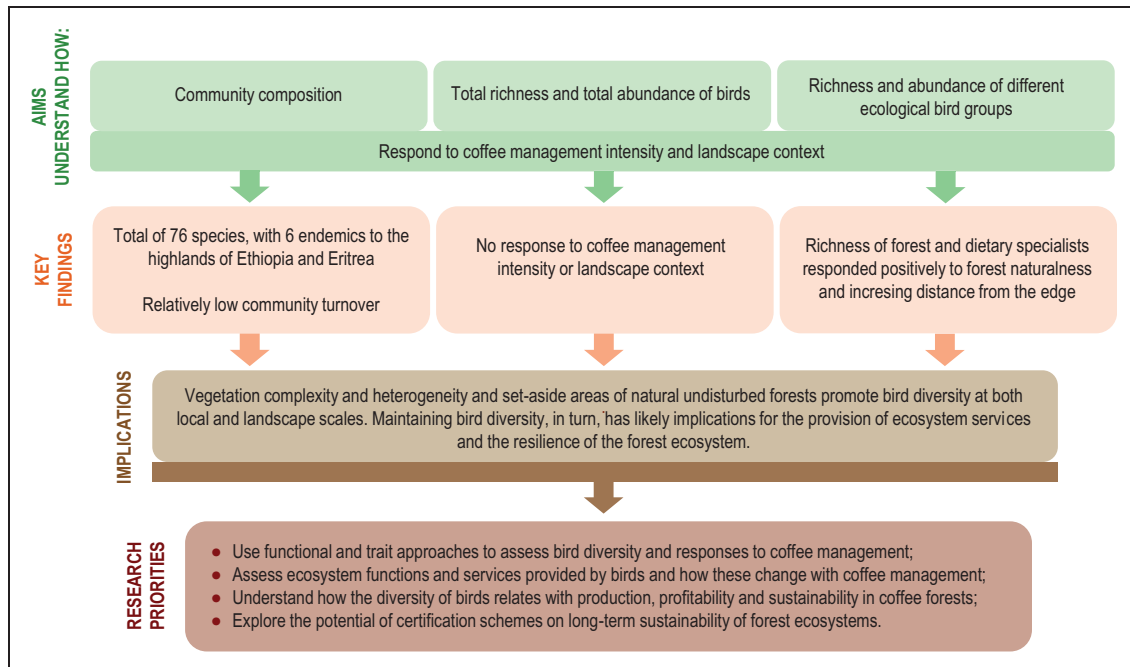 AIMS
UNDERSTAND HOW:
Community composition
Total richness and total abundance of birds
Richness and abundance of different
ecological bird groups
Respond to coffee management intensity and landscape context
KEY
FINDINGS
Total of 76 species, with 6 endemics to the
highlands of Ethiopia and Eritrea
Relatively low community turnover
No response to coffee management
intensity or landscape context
Richness of forest and dietary specialists
responded positively to forest naturalness
and incresing distance from the edge
IMPLICATIONS
Vegetation complexity and heterogeneity and set-aside areas of natural undisturbed forests promote bird diversity at both
local and landscape scales. Maintaining bird diversity, in turn, has likely implications for the provision of ecosystem services
and the resilience of the forest ecosystem.
RESEARCH
PRIORITIES
● Use functional and trait approaches to assess bird diversity and responses to coffee management;
● Assess ecosystem functions and services provided by birds and how these change with coffee management;
● Understand how the diversity of birds relates with production, profitability and sustainability in coffee forests;
● Explore the potential of certification schemes on long-term sustainability of forest ecosystems.